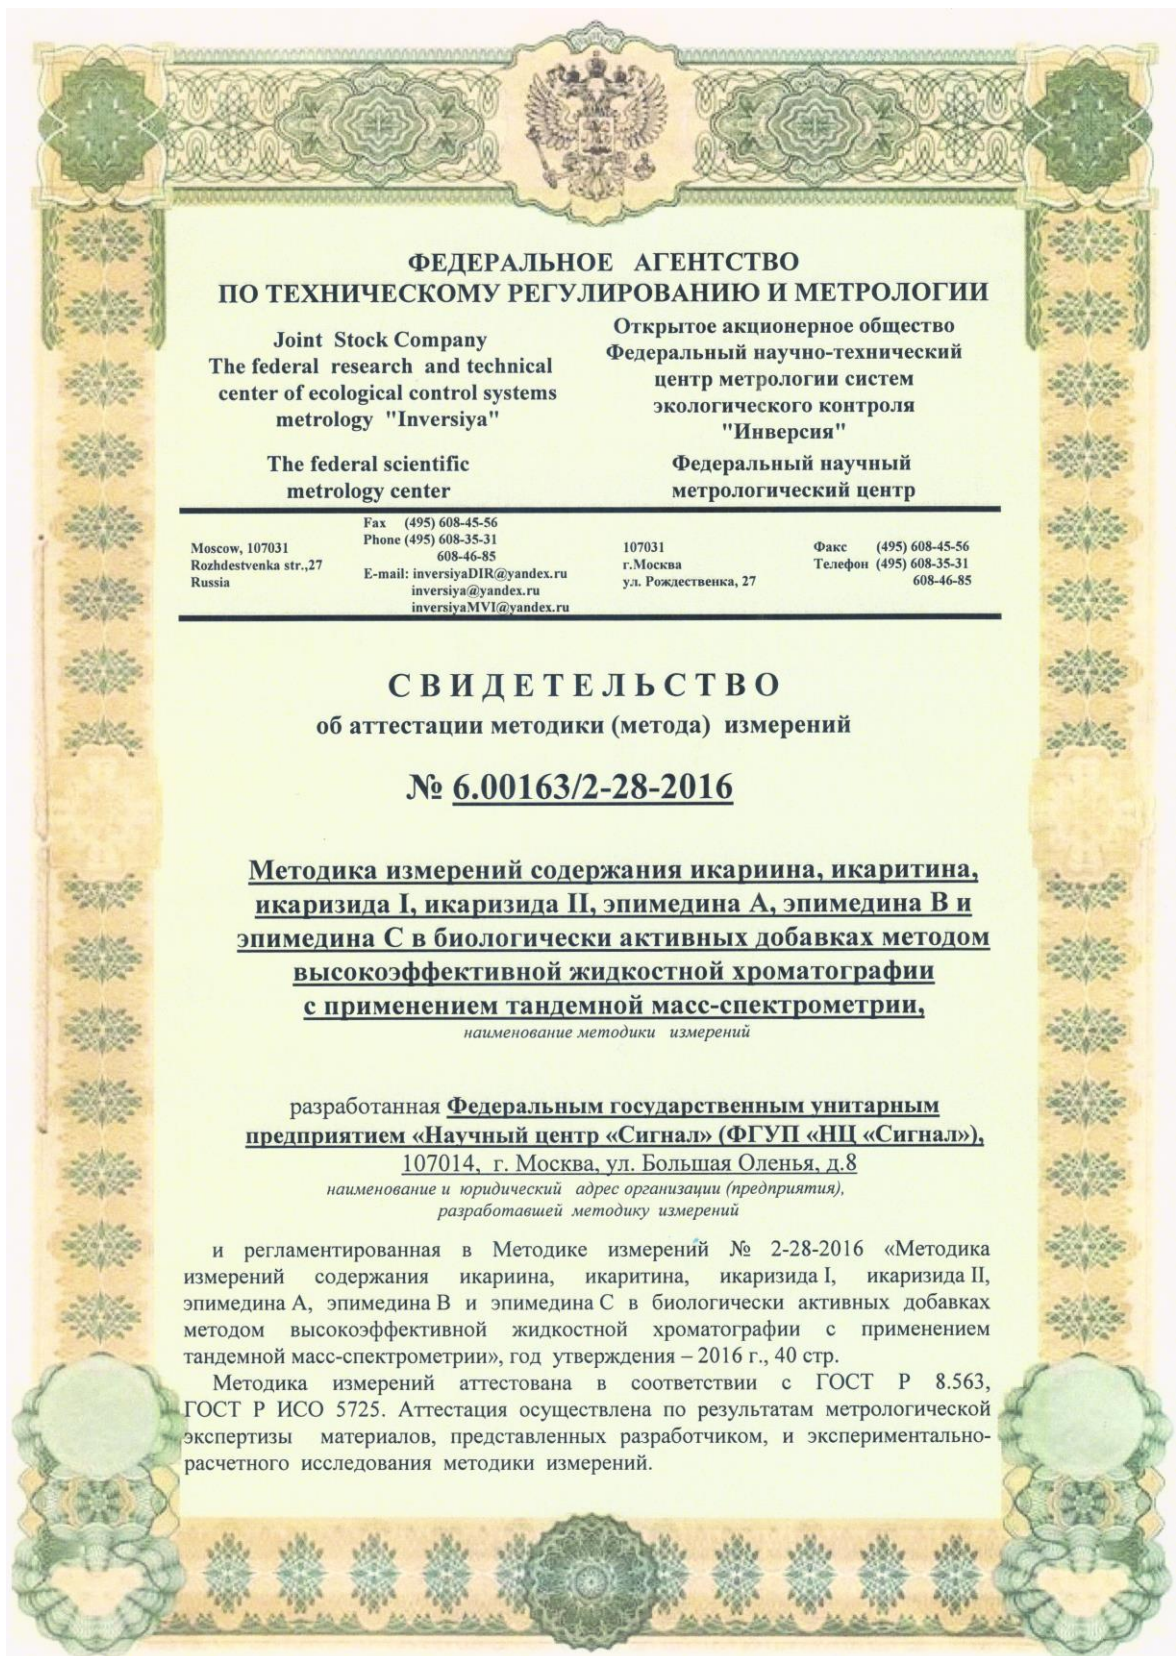 ФЕДЕРАЛЬНОЕ АГЕНТСТВО
ПО ТЕХНИЧЕСКОМУ РЕГУЛИРОВАНИЮ И МЕТРОЛОГИИ
Joint Stock Company
The federal research and technical
center of ecological control systems
metrology "Inversiya"
The federal scientific
metrology center
Открытое акционерное общество
Федеральный научно-технический
центр метрологии систем
экологического контроля
"Инверсия"
Федеральный научный
метрологический центр
Moscow, 107031
Rozhdestvenka str.,27
Russia
Fax (495) 608-45-56
Phone (495) 608-35-31
608-46-85
E-mail: inversiyaDIR@yandex.ru
inversiya@yandex.ru
inversiyaMVI@yandex.ru
107031
г.Москва
ул. Рождественка, 27
Факс (495) 608-45-56
Телефон (495) 608-35-31
608-46-85
СВИДЕТЕЛЬСТВО
об аттестации методики (метода) измерений
№ 6.00163/2-28-2016
Методика измерений содержания икариина, икаритина,
икаризида I, икаризида II, эпимедина А, эпимедина В и
эпимедина С в биологически активных добавках методом
высокоэффективной жидкостной хроматографии
с применением тандемной масс-спектрометрии,
наименование методики измерений
разработанная Федеральным государственным унитарным
предприятием «Научный центр «Сигнал» (ФГУП «НЦ «Сигнал»),
107014, г. Москва, ул. Большая Оленья, д.8
наименование и юридический адрес организации (предприятия),
разработавшей методику измерений
и регламентированная в Методике измерений № 2-28-2016 «Методика
измерений содержания икариина, икаритина, икаризида I, икаризида II,
эпимедина А, эпимедина В и эпимедина С в биологически активных добавках
методом высокоэффективной жидкостной хроматографии с применением
тандемной масс-спектрометрии», год утверждения – 2016 г., 40 стр.
Методика измерений аттестована в соответствии с ГОСТ Р 8.563,
ГОСТ Р ИСО 5725. Аттестация осуществлена по результатам метрологической
экспертизы материалов, представленных разработчиком, и экспериментально-
расчетного исследования методики измерений.